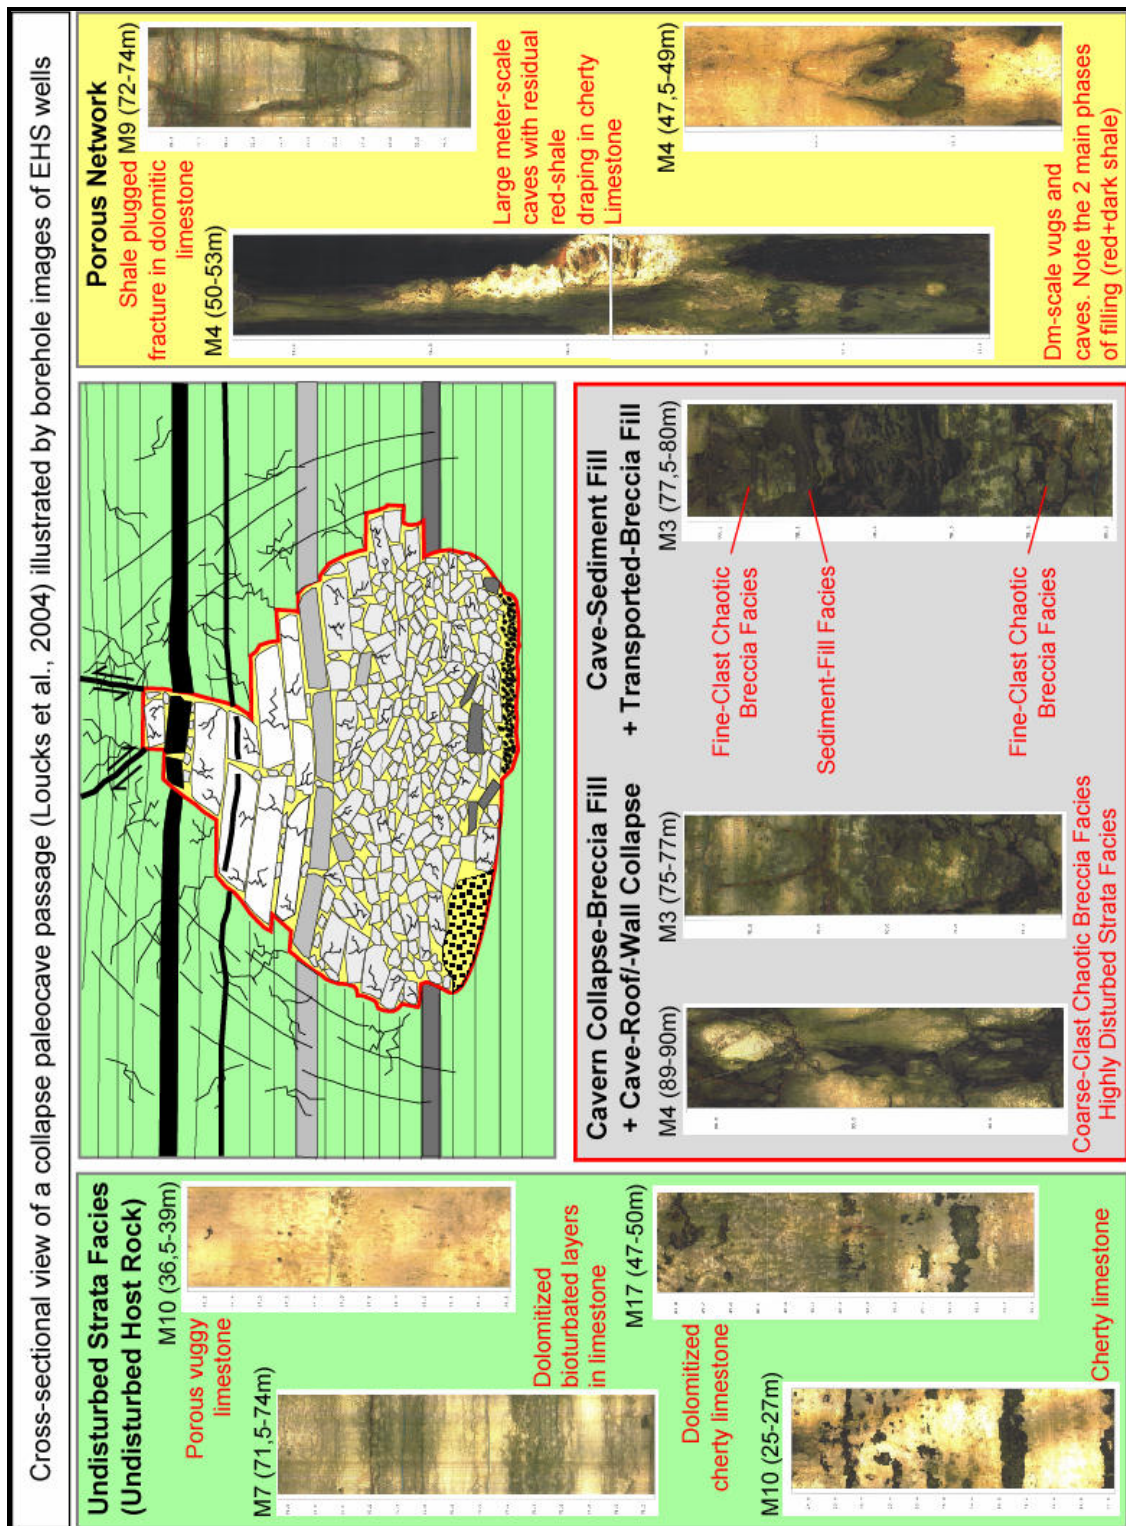 Cross-sectional view of a collapse paleocave passage (Loucks et al., 2004) illustrated by borehole images of EHS wells
Undisturbed Strata Facies
(Undisturbed Host Rock)
M10 (36,5-39m)
Porous vuggy
limestone
M7 (71,5-74m)
Dolomitized
bioturbated layers
in limestone
M17 (47-50m)
Dolomitized
cherty limestone
M10 (25-27m)
Cherty limestone
Cavern Collapse-Breccia Fill
+ Cave-Roof/-Wall Collapse
M4 (89-90m)
M3 (75-77m)
Coarse-Clast Chaotic Breccia Facies
Highly Disturbed Strata Facies
Cave-Sediment Fill
+ Transported-Breccia Fill
M3 (77,5-80m)
Fine-Clast Chaotic
Breccia Facies
Sediment-Fill Facies
Fine-Clast Chaotic
Breccia Facies
Porous Network
Shale plugged
fracture in dolomitic
limestone
M9 (72-74m)
M4 (50-53m)
Large meter-scale
caves with residual
red-shale
draping in cherty
Limestone
M4 (47,5-49m)
Dm-scale vugs and
caves. Note the 2 main phases
of filling (red+dark shale)